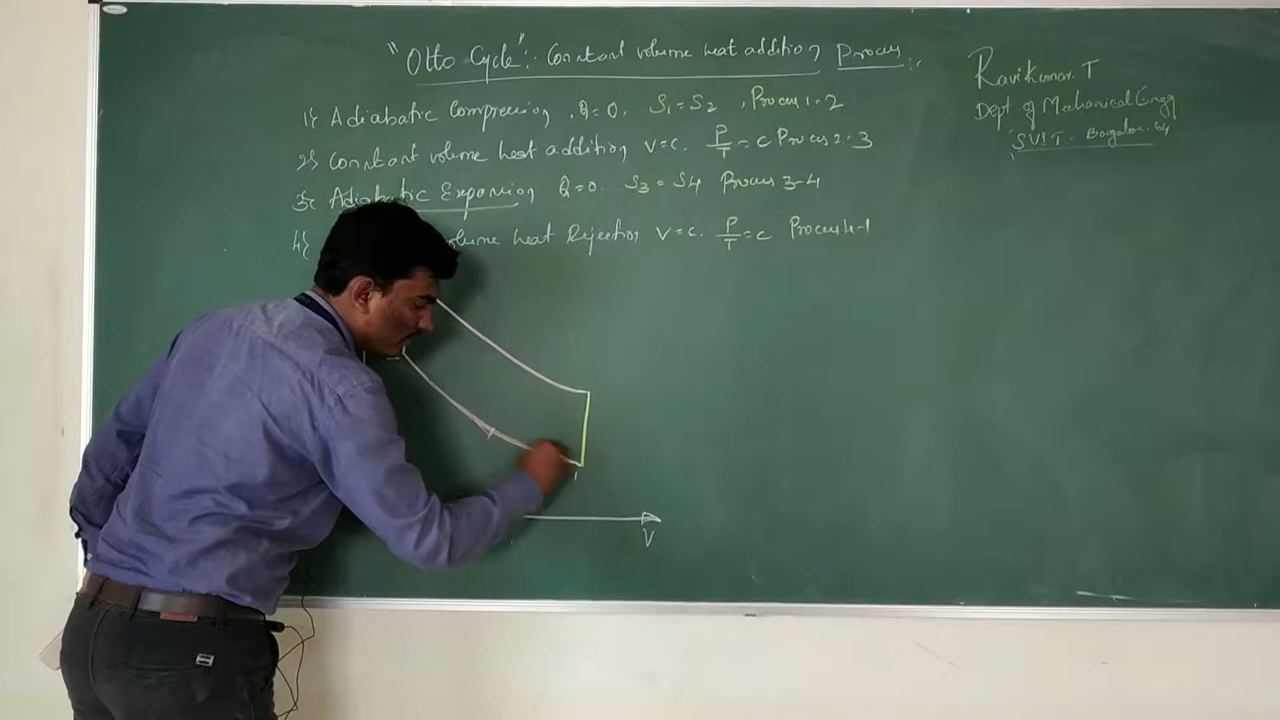 "Otto Cycle":. Constant volume heat addition Process:.
1} Adiabatic Compression, Q=0. S1=S2, Process 1-2
2} Constant volume heat addition V=C. P/T=C Process 2-3
3} Adiabatic Expansion Q=0. S3=S4 Process 3-4
4} volume heat Rejection V=C. P/T=C Process 4-1
Ravikumar. T
Dept of Mechanical Engg
SVIT - Bangalore. 64
1
V